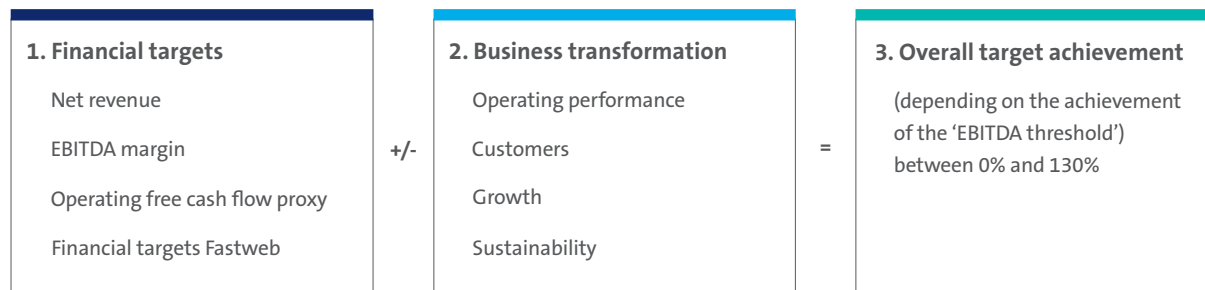 1. Financial targets
Net revenue
EBITDA margin
Operating free cash flow proxy
Financial targets Fastweb
+/-
2. Business transformation
Operating performance
Customers
Growth
Sustainability
=
3. Overall target achievement
(depending on the achievement
of the ‘EBITDA threshold’)
between 0% and 130%